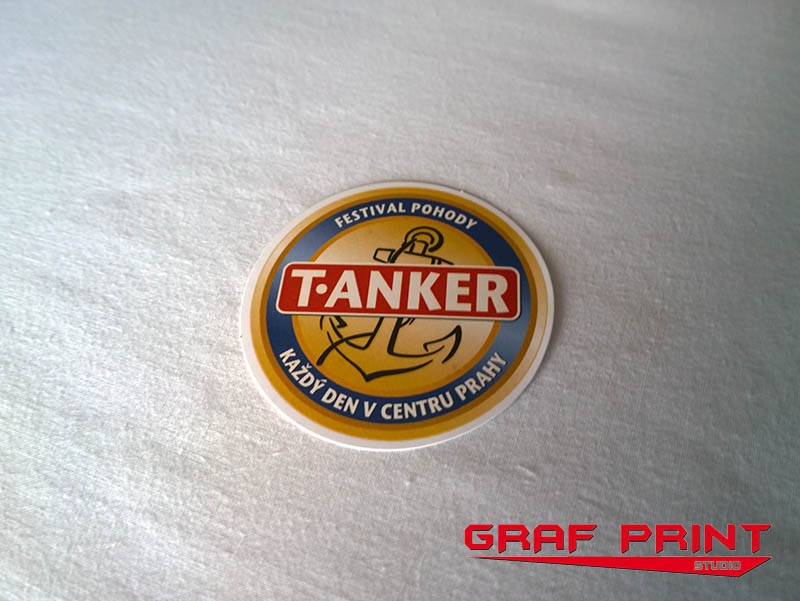 FESTIVAL POHODY
T·ANKER
KAŽDÝ DEN V CENTRU PRAHY
GRAF PRINT
STUDIO